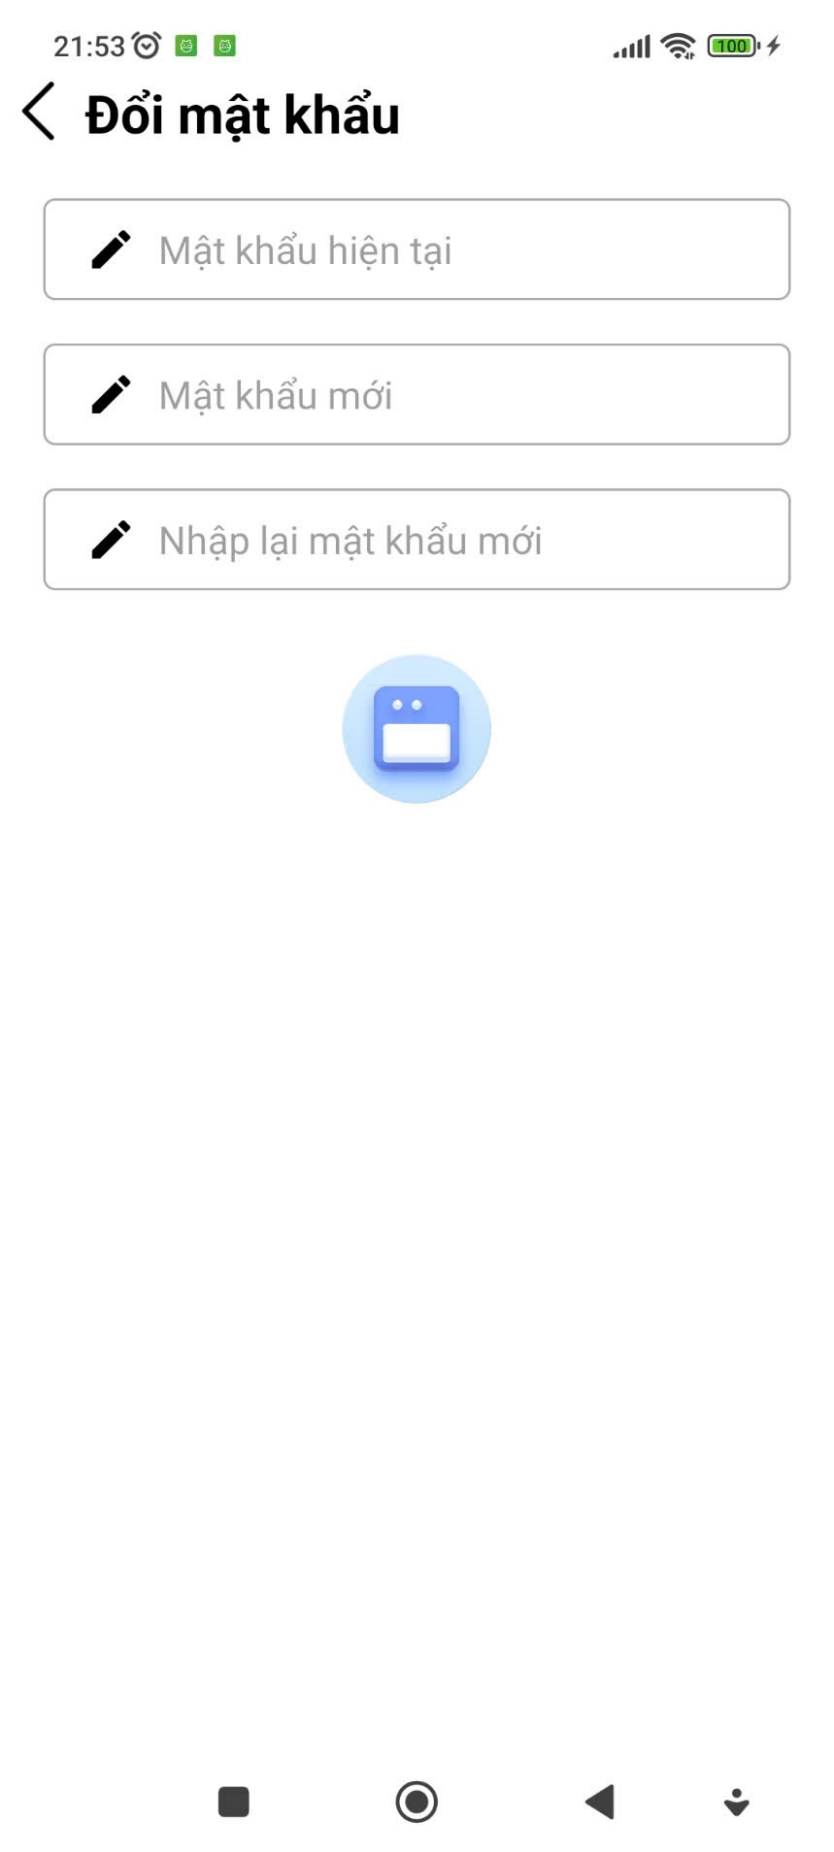 21:53
100
Đổi mật khẩu
Mật khẩu hiện tại
Mật khẩu mới
Nhập lại mật khẩu mới